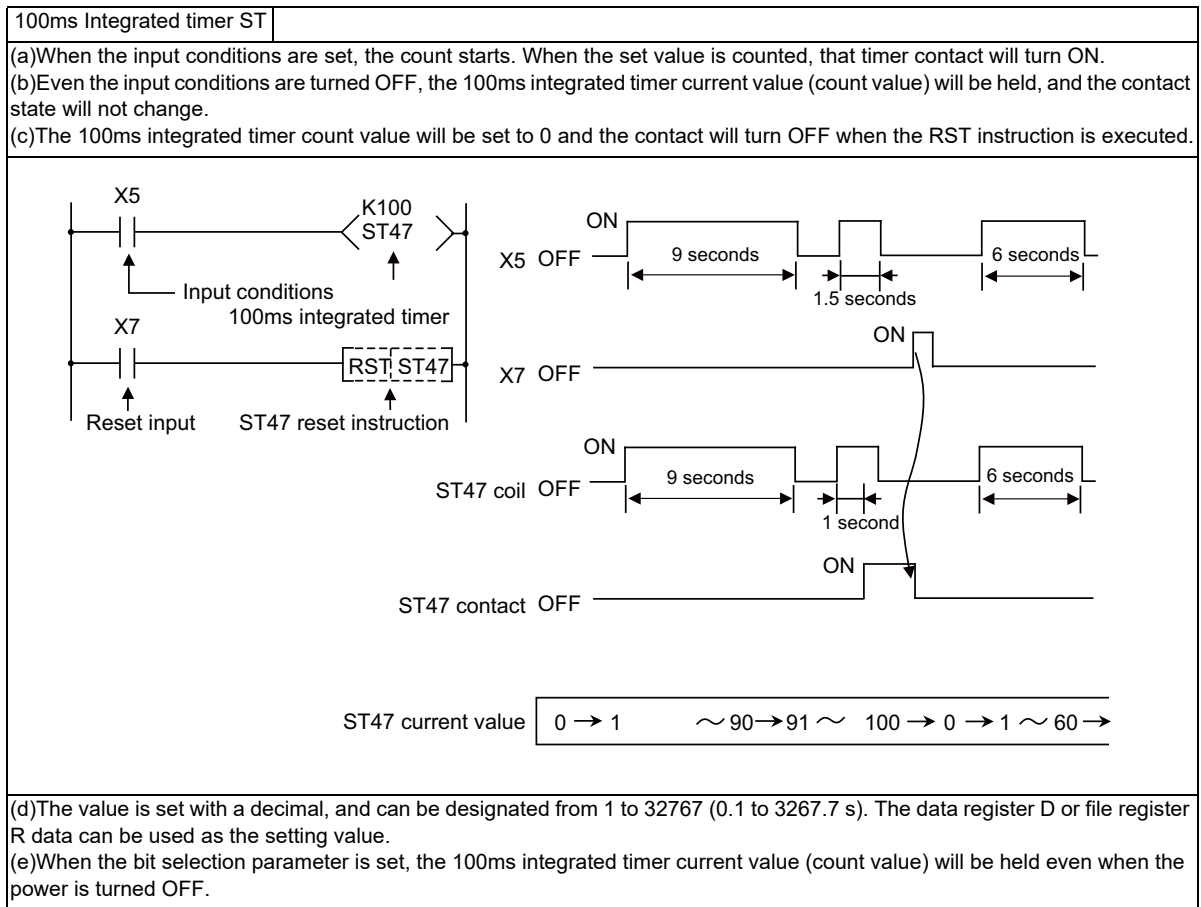 100ms Integrated timer ST
(a)When the input conditions are set, the count starts. When the set value is counted, that timer contact will turn ON.
(b)Even the input conditions are turned OFF, the 100ms integrated timer current value (count value) will be held, and the contact
state will not change.
(c)The 100ms integrated timer count value will be set to 0 and the contact will turn OFF when the RST instruction is executed.
X5
K100
ST47
Input conditions
100ms integrated timer
X7
RST ST47
Reset input
ST47 reset instruction
ON
X5 OFF
9 seconds
1.5 seconds
6 seconds
ON
X7 OFF
ON
ST47 coil OFF
9 seconds
1 second
6 seconds
ON
ST47 contact OFF
ST47 current value
0 → 1 ～ 90 → 91 ～ 100 → 0 → 1 ～ 60 →
(d)The value is set with a decimal, and can be designated from 1 to 32767 (0.1 to 3267.7 s). The data register D or file register
R data can be used as the setting value.
(e)When the bit selection parameter is set, the 100ms integrated timer current value (count value) will be held even when the
power is turned OFF.